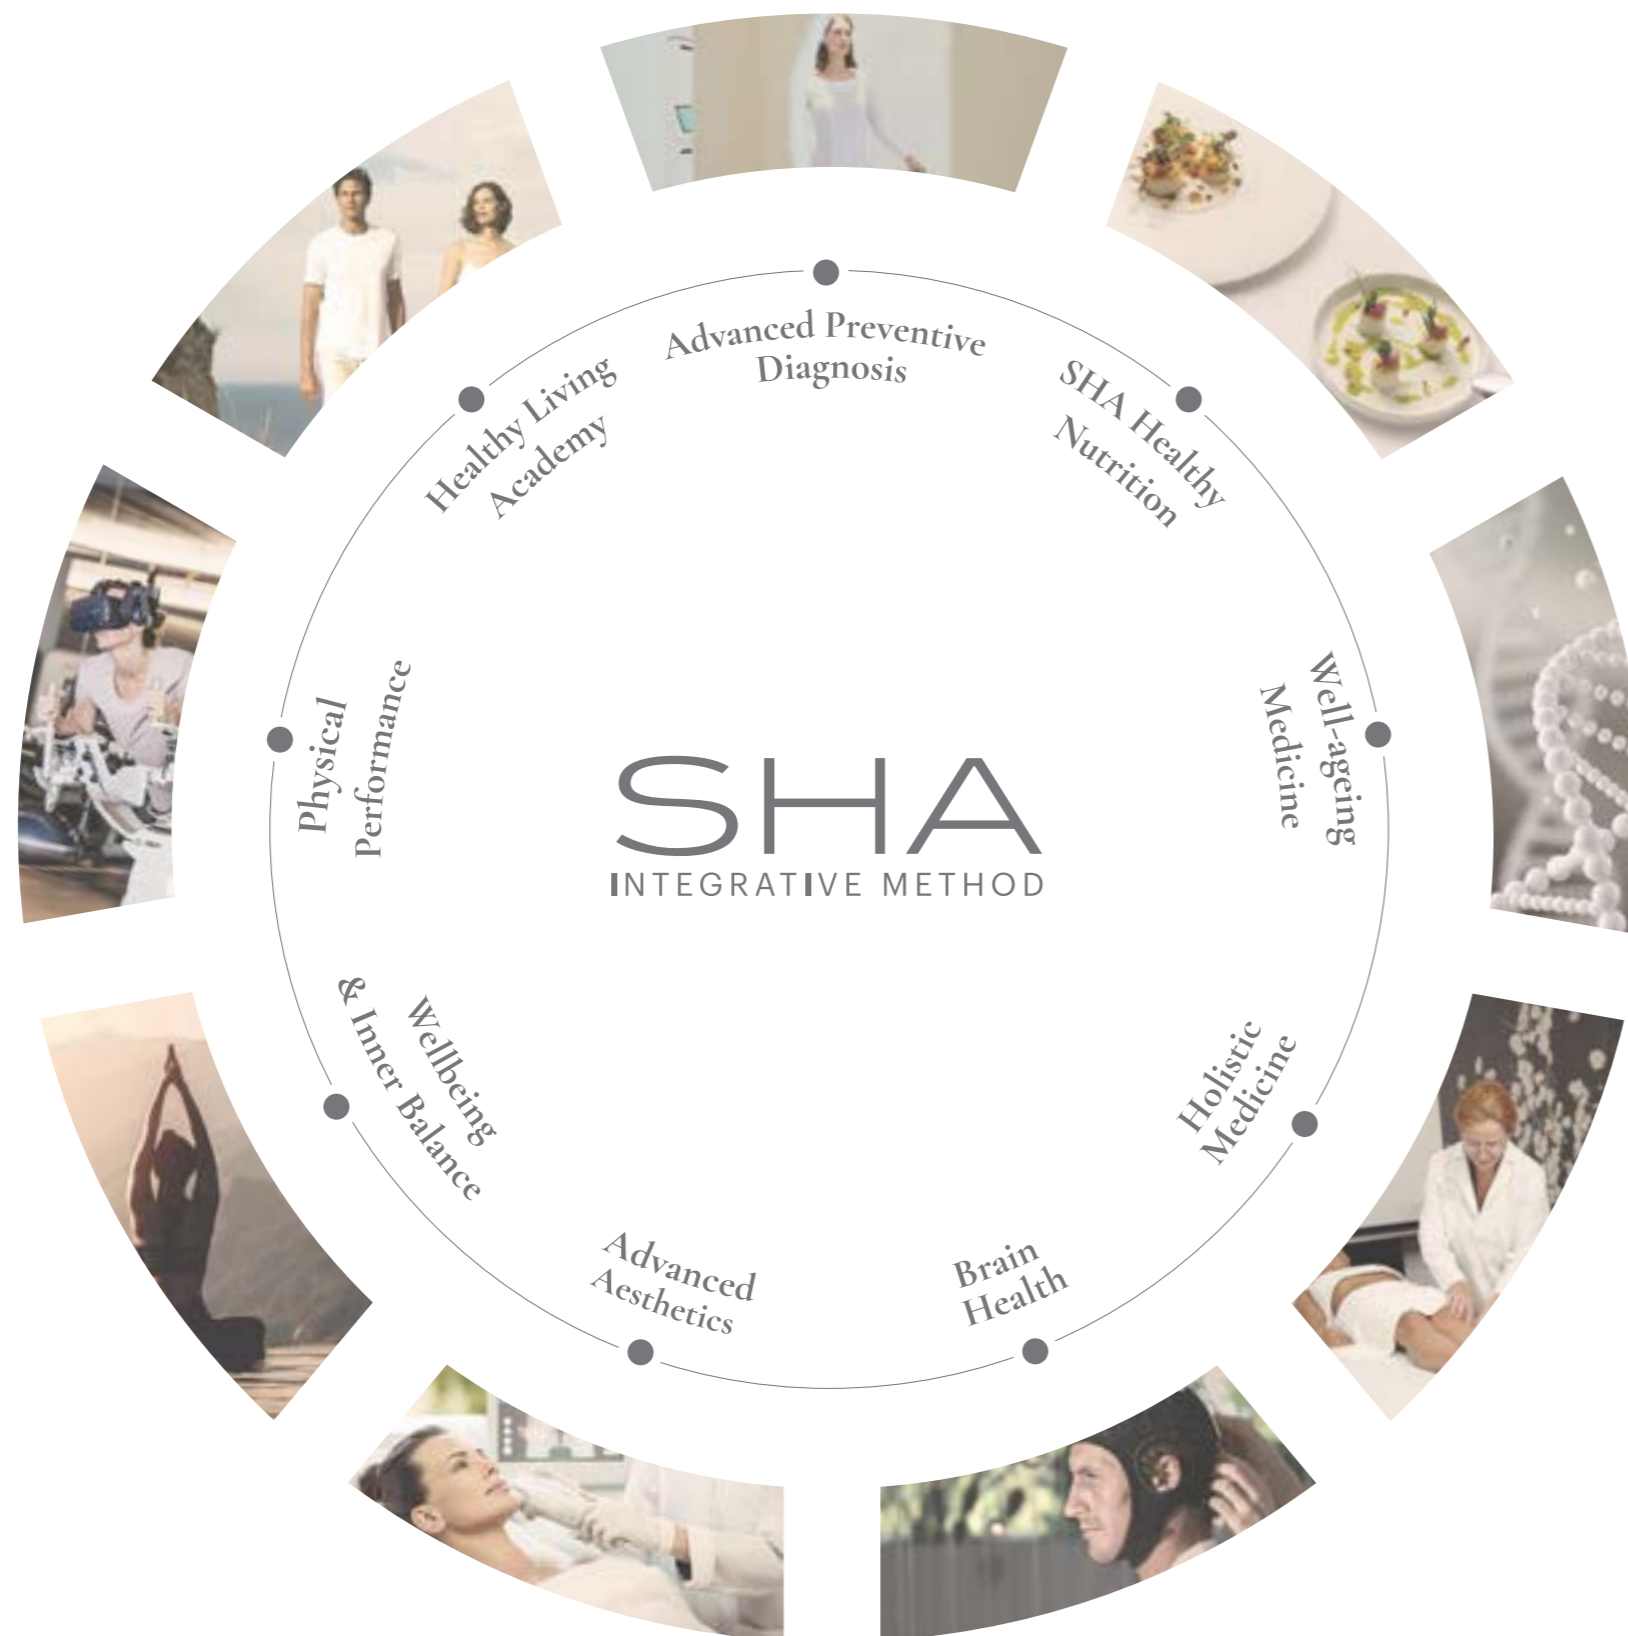 Advanced Preventive
Diagnosis
SHA Healthy
Nutrition
Well-ageing
Medicine
Holistic
Medicine
Brain
Health
Advanced
Aesthetics
Wellbeing
& Inner Balance
Physical
Performance
Healthy Living
Academy
SHA
INTEGRATIVE METHOD